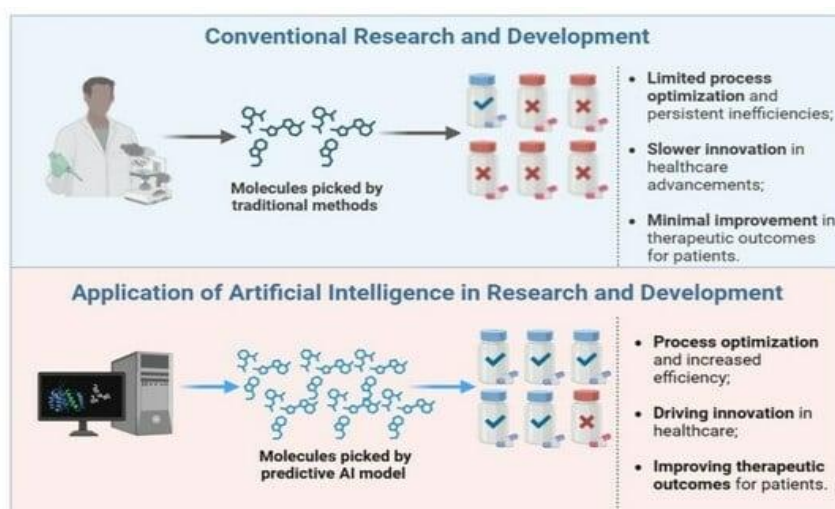 Conventional Research and Development
Molecules picked by
traditional methods
• Limited process
optimization and
persistent inefficiencies;
• Slower innovation in
healthcare
advancements;
• Minimal improvement in
therapeutic outcomes
for patients.
Application of Artificial Intelligence in Research and Development
Molecules picked by
predictive AI model
• Process optimization
and increased
efficiency;
• Driving innovation in
healthcare;
• Improving therapeutic
outcomes for patients.